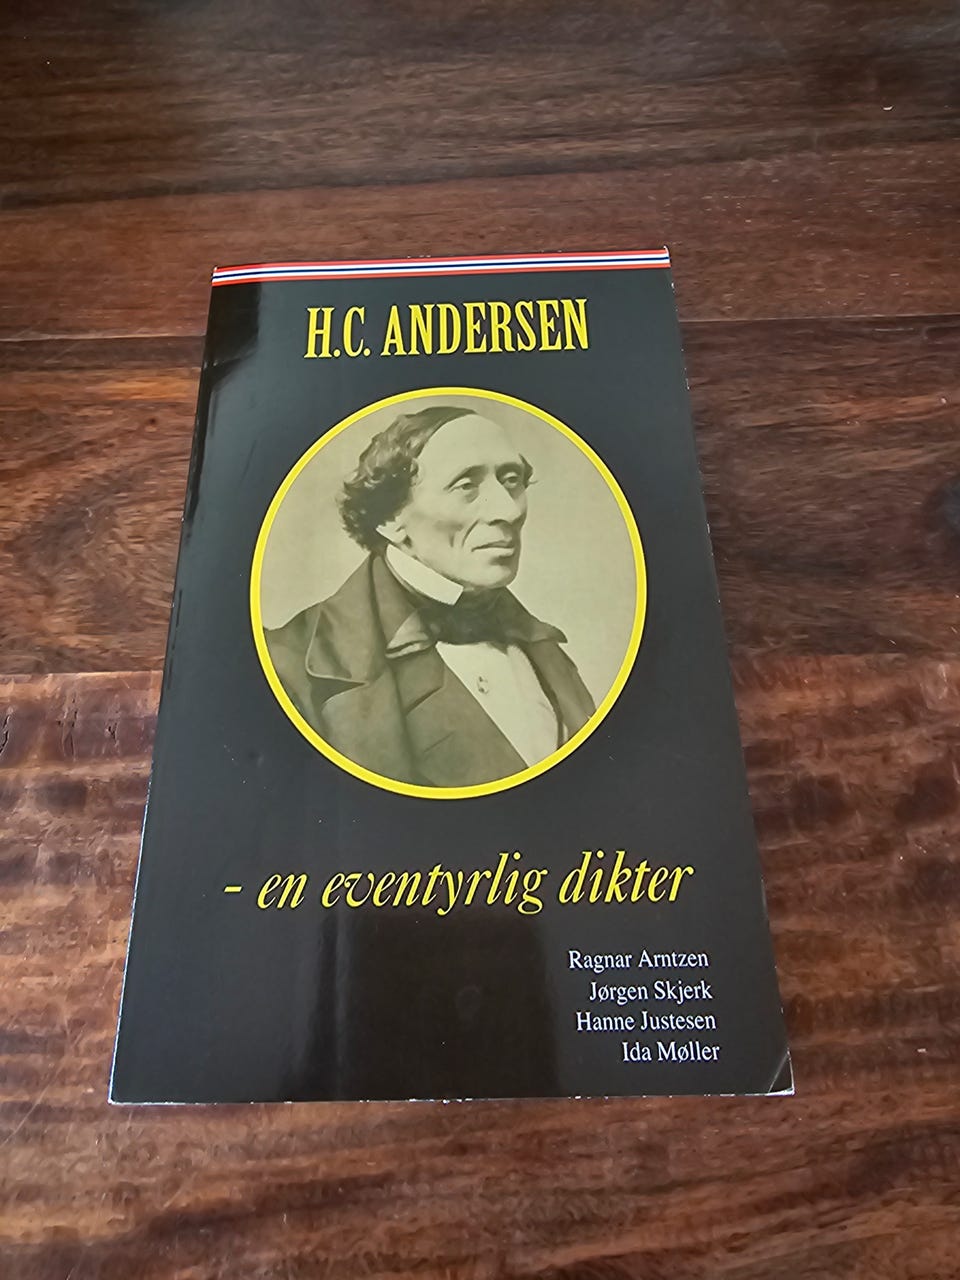 H.C. ANDERSEN
- en eventyrlig dikter
Ragnar Arntzen
Jørgen Skjerk
Hanne Justesen
Ida Møller